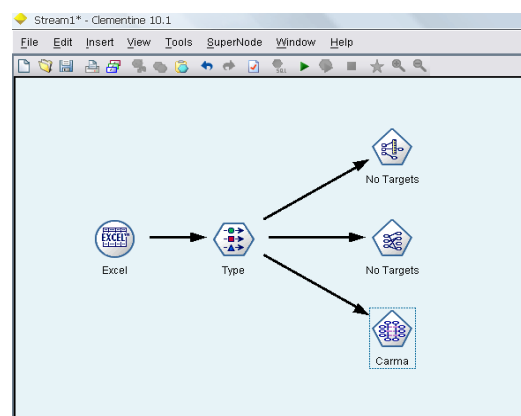 Stream1* - Clementine 10.1
File Edit Insert View Tools SuperNode Window Help
SQL
No Targets
EXCEL
Excel
Type
No Targets
Carma